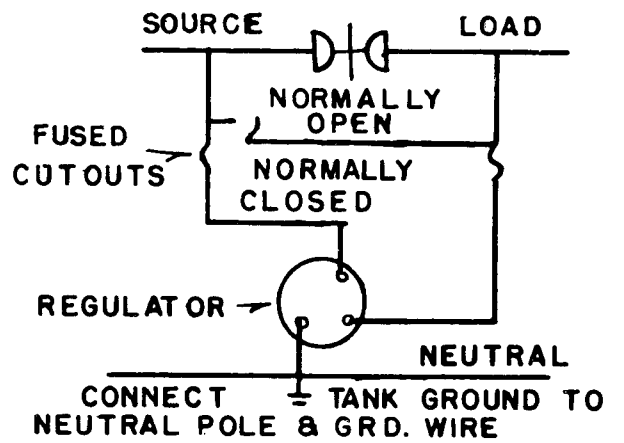 SOURCE LOAD
NORMALLY
OPEN
FUSED
CUTOUTS
NORMALLY
CLOSED
REGULATOR
NEUTRAL
CONNECT TANK GROUND TO
NEUTRAL POLE & GRD. WIRE